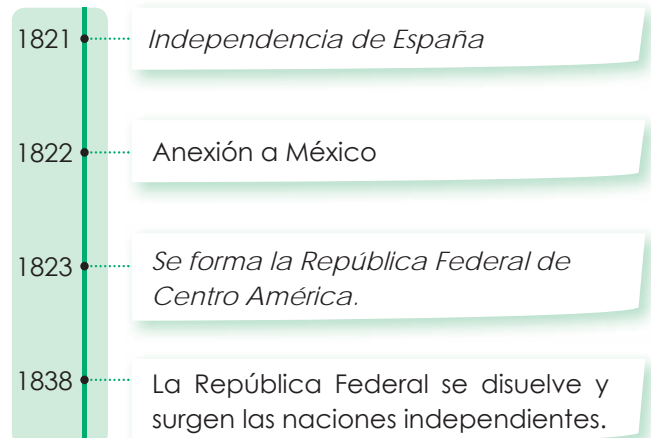 1821 Independencia de España
1822 Anexión a México
1823 Se forma la República Federal de
Centro América.
1838 La República Federal se disuelve y
surgen las naciones independientes.